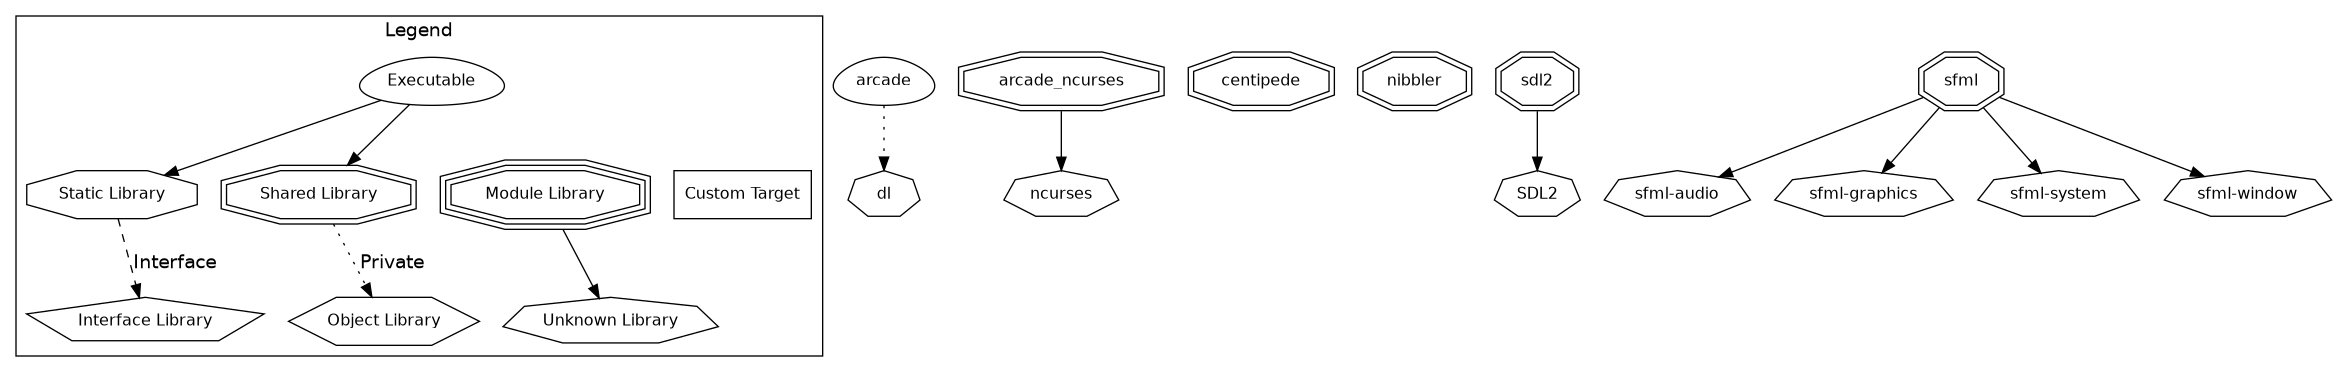 Legend
Executable
Static Library
Shared Library
Module Library
Custom Target
Interface
Private
Interface Library
Object Library
Unknown Library
arcade
arcade_ncurses
centipede
nibbler
sdl2
sfml
dl
ncurses
SDL2
sfml-audio
sfml-graphics
sfml-system
sfml-window